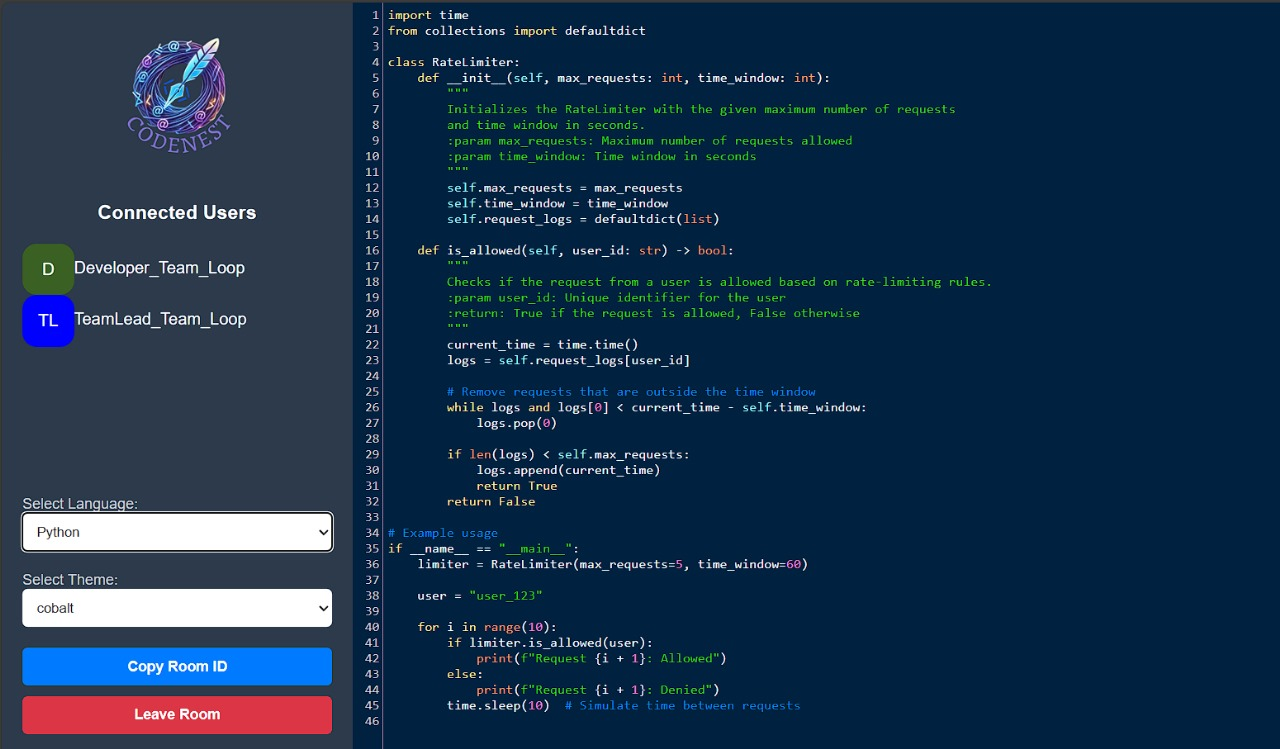 CODENEST
Connected Users
D Developer_Team_Loop
TL TeamLead_Team_Loop
Select Language:
Python
Select Theme:
cobalt
Copy Room ID
Leave Room
1 import time
2 from collections import defaultdict
3
4 class RateLimiter:
5     def __init__(self, max_requests: int, time_window: int):
6         """
7         Initializes the RateLimiter with the given maximum number of requests
8         and time window in seconds.
9         :param max_requests: Maximum number of requests allowed
10         :param time_window: Time window in seconds
11         """
12         self.max_requests = max_requests
13         self.time_window = time_window
14         self.request_logs = defaultdict(list)
15
16     def is_allowed(self, user_id: str) -> bool:
17         """
18         Checks if the request from a user is allowed based on rate-limiting rules.
19         :param user_id: Unique identifier for the user
20         :return: True if the request is allowed, False otherwise
21         """
22         current_time = time.time()
23         logs = self.request_logs[user_id]
24
25         # Remove requests that are outside the time window
26         while logs and logs[0] < current_time - self.time_window:
27             logs.pop(0)
28
29         if len(logs) < self.max_requests:
30             logs.append(current_time)
31             return True
32         return False
33
34 # Example usage
35 if __name__ == "__main__":
36     limiter = RateLimiter(max_requests=5, time_window=60)
37
38     user = "user_123"
39
40     for i in range(10):
41         if limiter.is_allowed(user):
42             print(f"Request {i + 1}: Allowed")
43         else:
44             print(f"Request {i + 1}: Denied")
45         time.sleep(10)  # Simulate time between requests
46